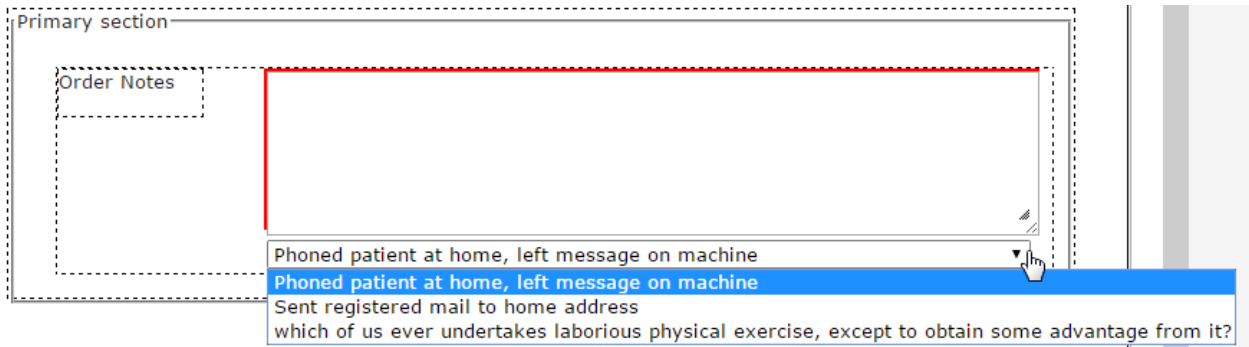 Primary section
Order Notes
Phoned patient at home, left message on machine
Phoned patient at home, left message on machine
Sent registered mail to home address
which of us ever undertakes laborious physical exercise, except to obtain some advantage from it?